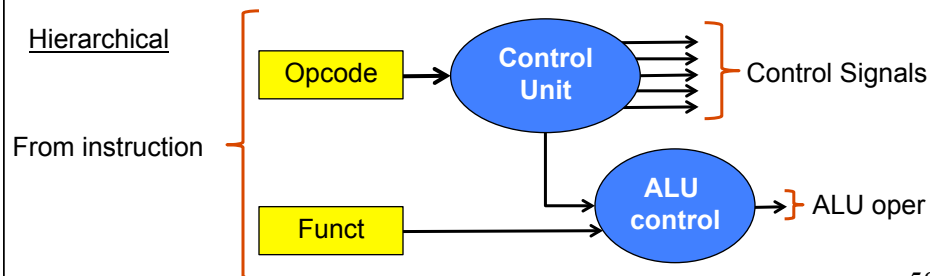 Hierarchical
Opcode
Control
Unit
Control Signals
From instruction
ALU
control
ALU oper
Funct